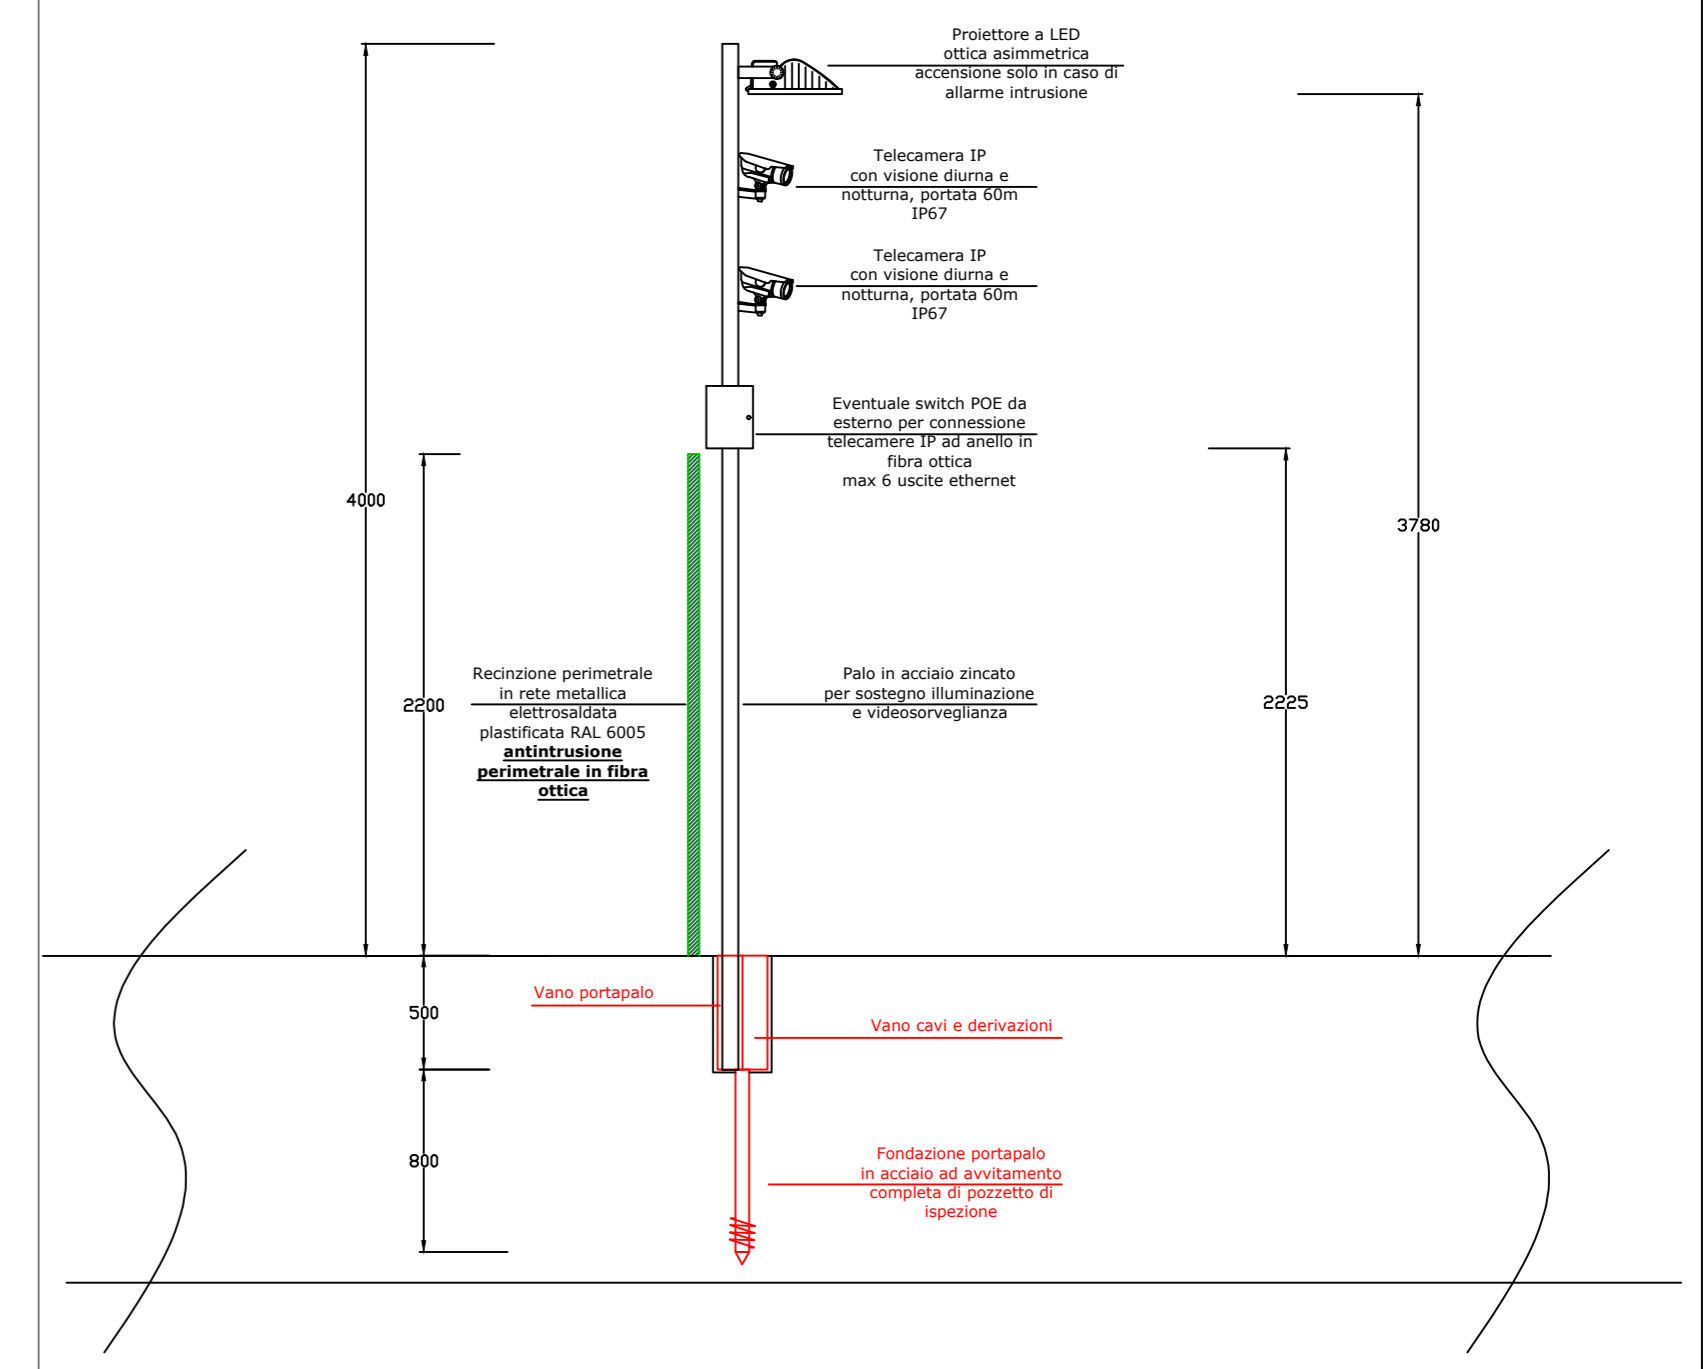 Proiettore a LED
ottica asimmetrica
accensione solo in caso di
allarme intrusione
Telecamera IP
con visione diurna e
notturna, portata 60m
IP67
Telecamera IP
con visione diurna e
notturna, portata 60m
IP67
Eventuale switch POE da
esterno per connessione
telecamere IP ad anello in
fibra ottica
max 6 uscite ethernet
4000
3780
2200
2225
Recinzione perimetrale
in rete metallica
elettrosaldata
plastificata RAL 6005
antintrusione
perimetrale in fibra
ottica
Palo in acciaio zincato
per sostegno illuminazione
e videosorveglianza
Vano portapalo
500
Vano cavi e derivazioni
800
Fondazione portapalo
in acciaio ad avvitamento
completa di pozzetto di
ispezione